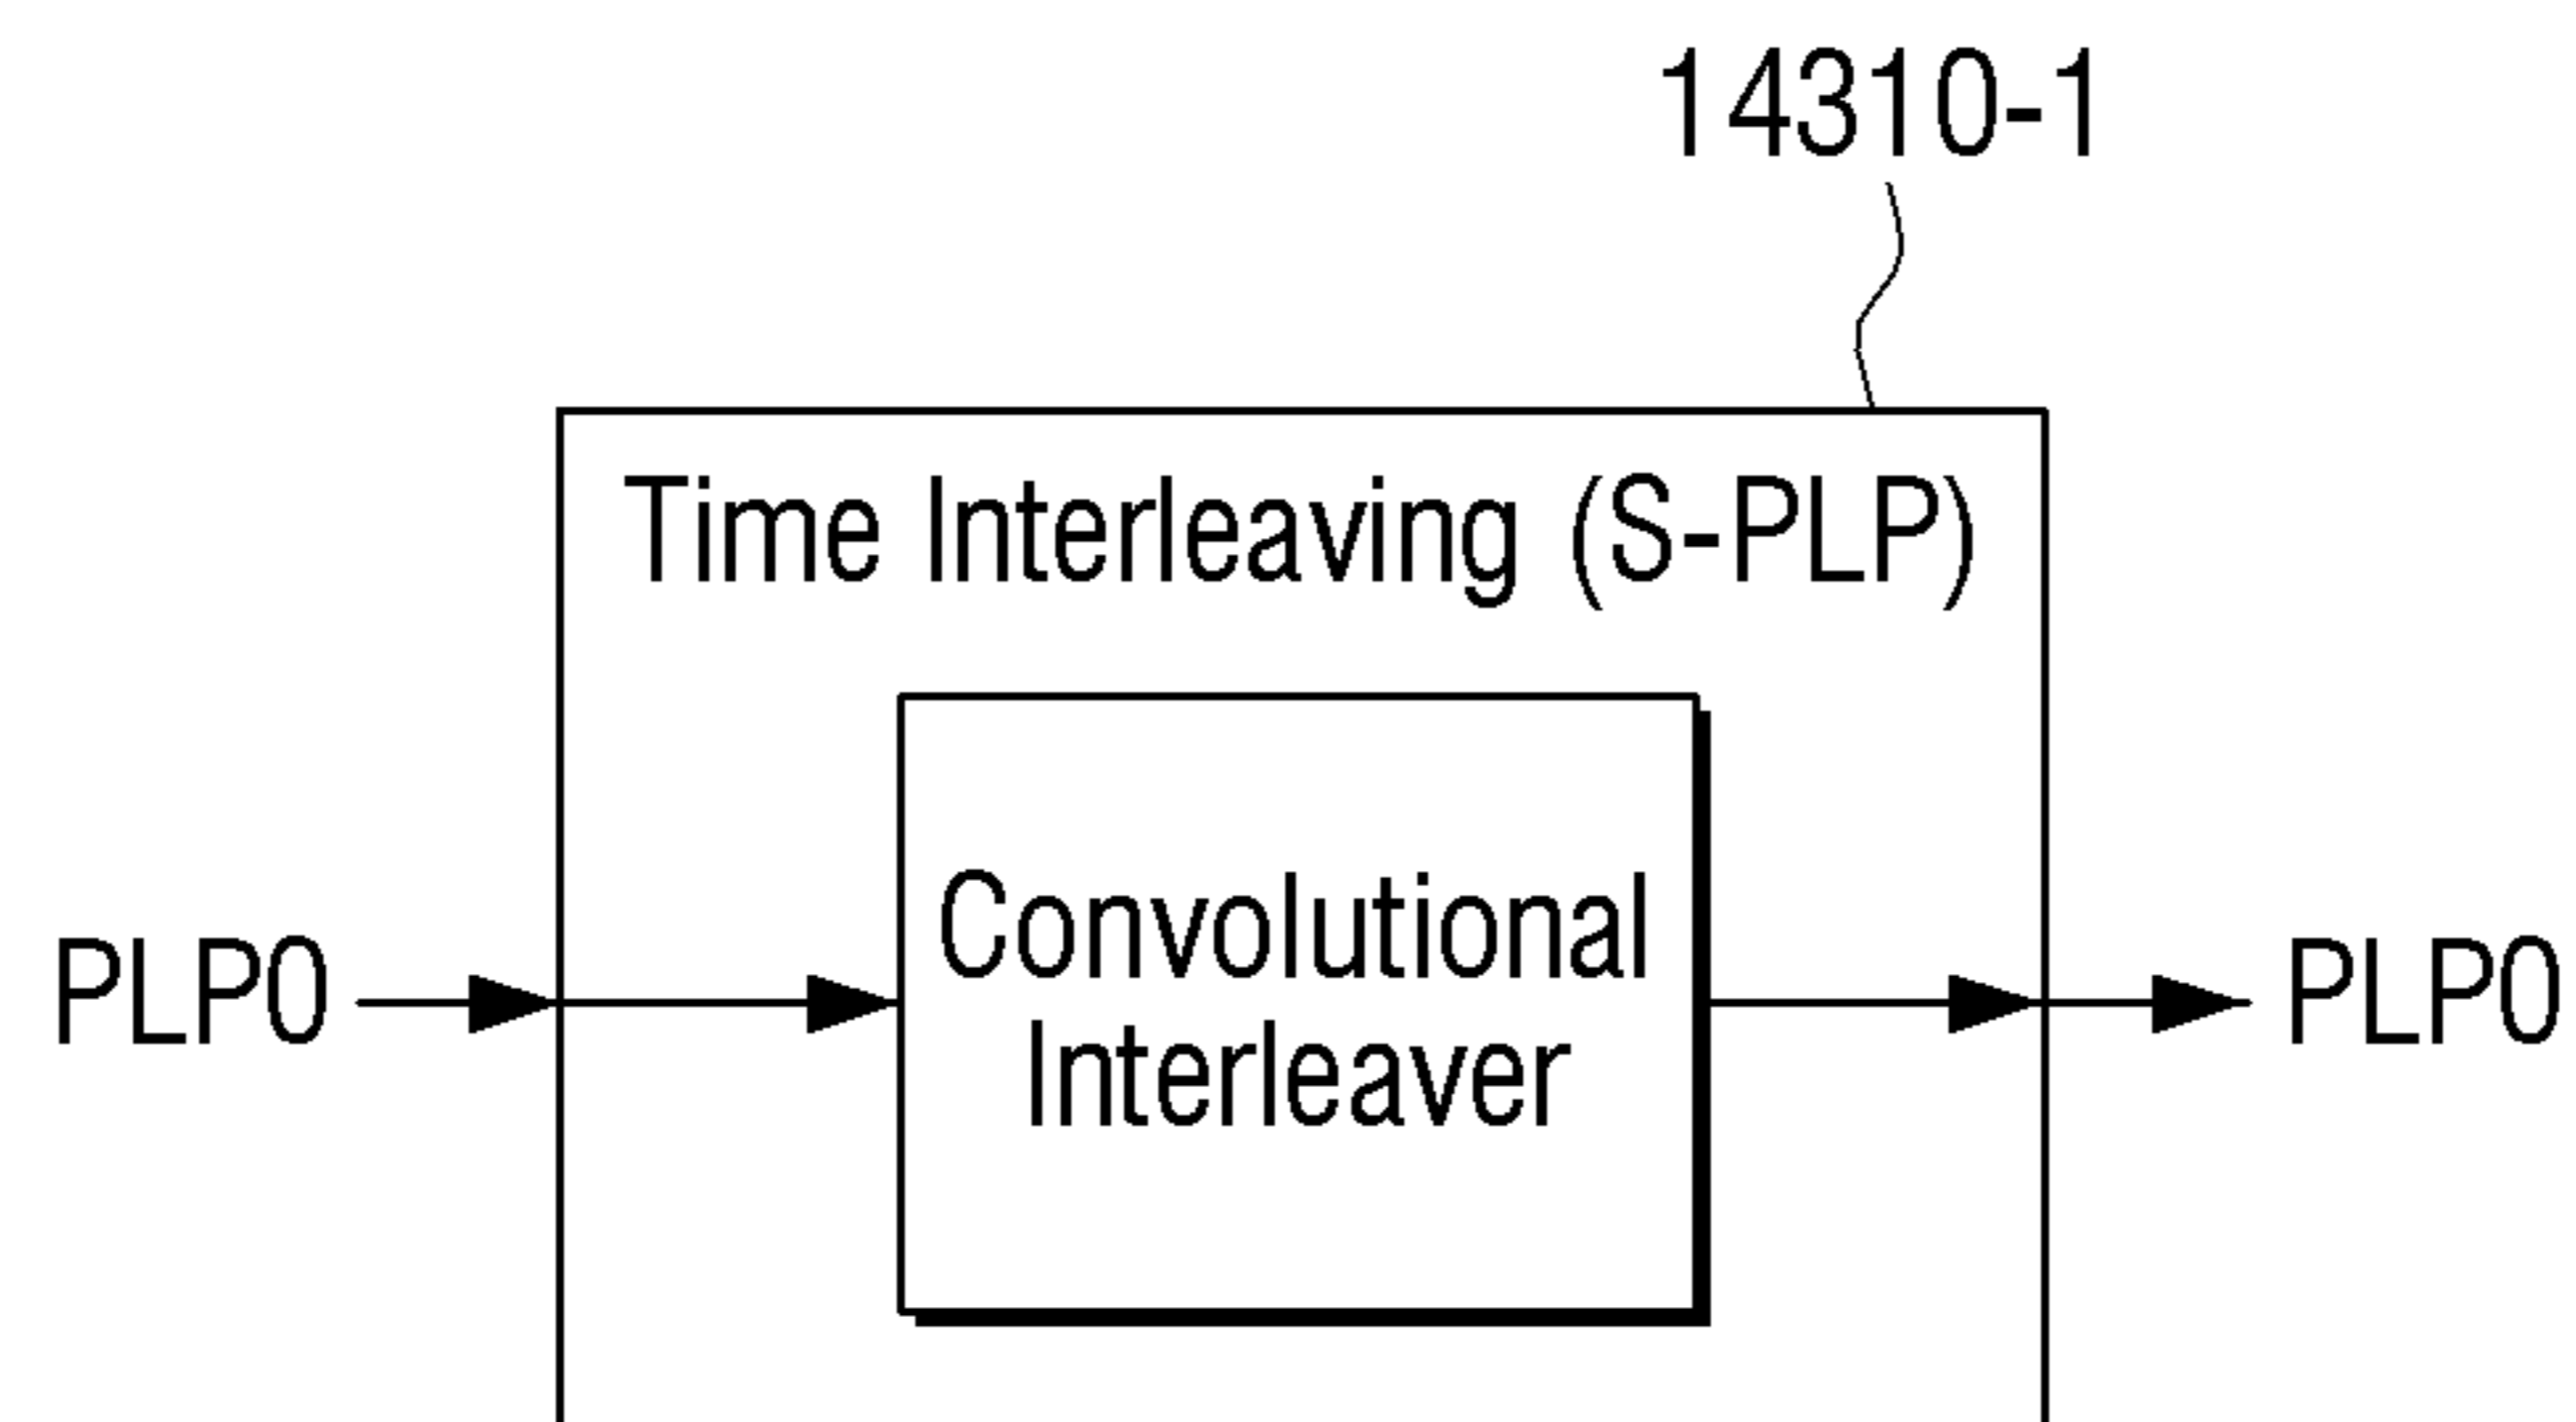 14310-1
Time Interleaving (S-PLP)
PLP0
Convolutional
Interleaver
PLP0